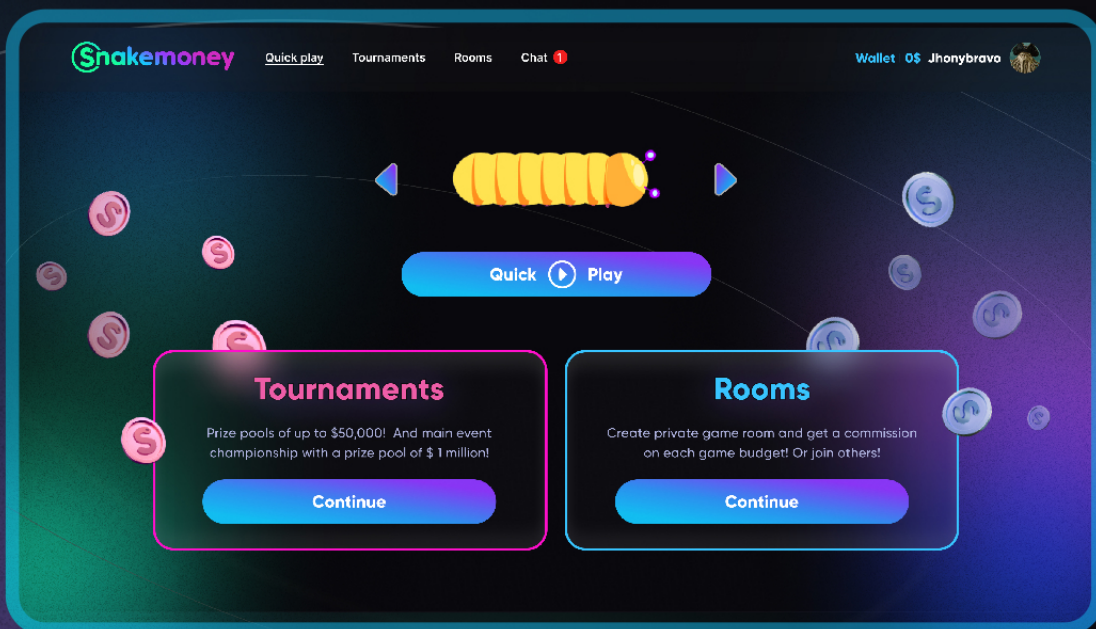 Snakemoney Quick play Tournaments Rooms Chat 1 Wallet 0$ Jhonybravo
Quick Play
Tournaments
Prize pools of up to $50,000! And main event
championship with a prize pool of $ 1 million!
Continue
Rooms
Create private game room and get a commission
on each game budget! Or join others!
Continue